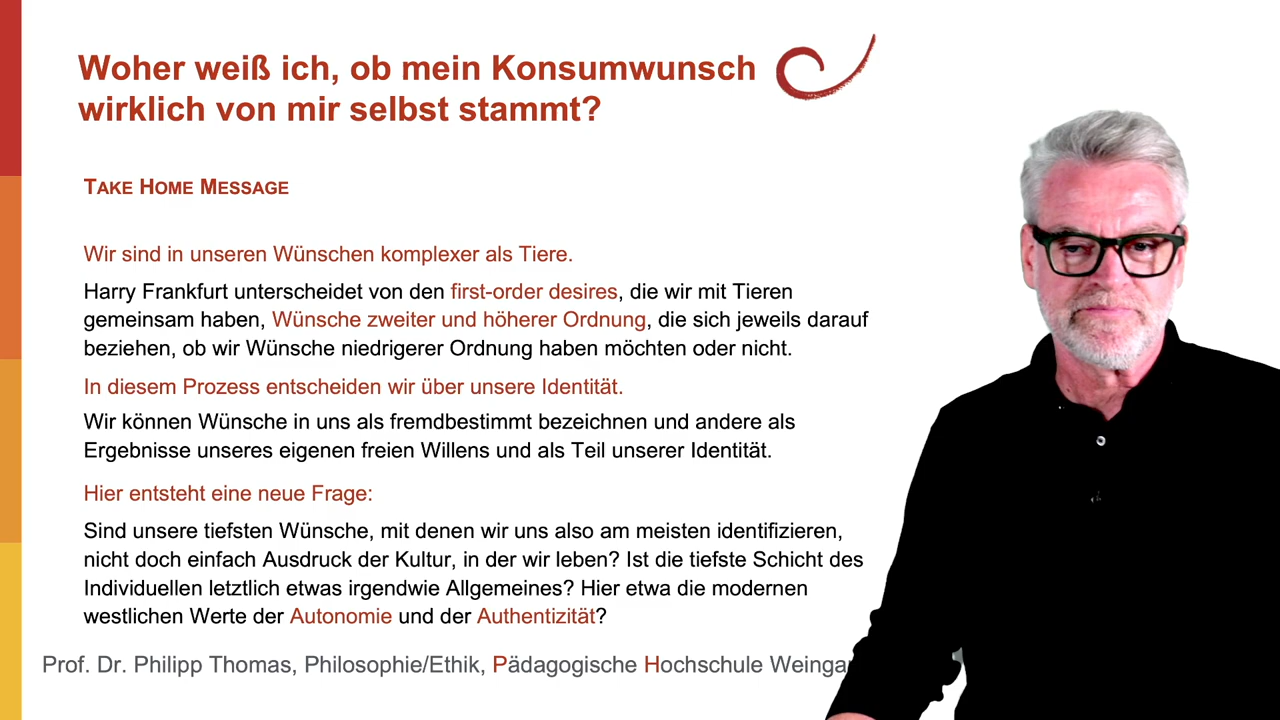 Woher weiß ich, ob mein Konsumwunsch
wirklich von mir selbst stammt?
TAKE HOME MESSAGE
Wir sind in unseren Wünschen komplexer als Tiere.
Harry Frankfurt unterscheidet von den first-order desires, die wir mit Tieren
gemeinsam haben, Wünsche zweiter und höherer Ordnung, die sich jeweils darauf
beziehen, ob wir Wünsche niedrigerer Ordnung haben möchten oder nicht.
In diesem Prozess entscheiden wir über unsere Identität.
Wir können Wünsche in uns als fremdbestimmt bezeichnen und andere als
Ergebnisse unseres eigenen freien Willens und als Teil unserer Identität.
Hier entsteht eine neue Frage:
Sind unsere tiefsten Wünsche, mit denen wir uns also am meisten identifizieren,
nicht doch einfach Ausdruck der Kultur, in der wir leben? Ist die tiefste Schicht des
Individuellen letztlich etwas irgendwie Allgemeines? Hier etwa die modernen
westlichen Werte der Autonomie und der Authentizität?
Prof. Dr. Philipp Thomas, Philosophie/Ethik, Pädagogische Hochschule